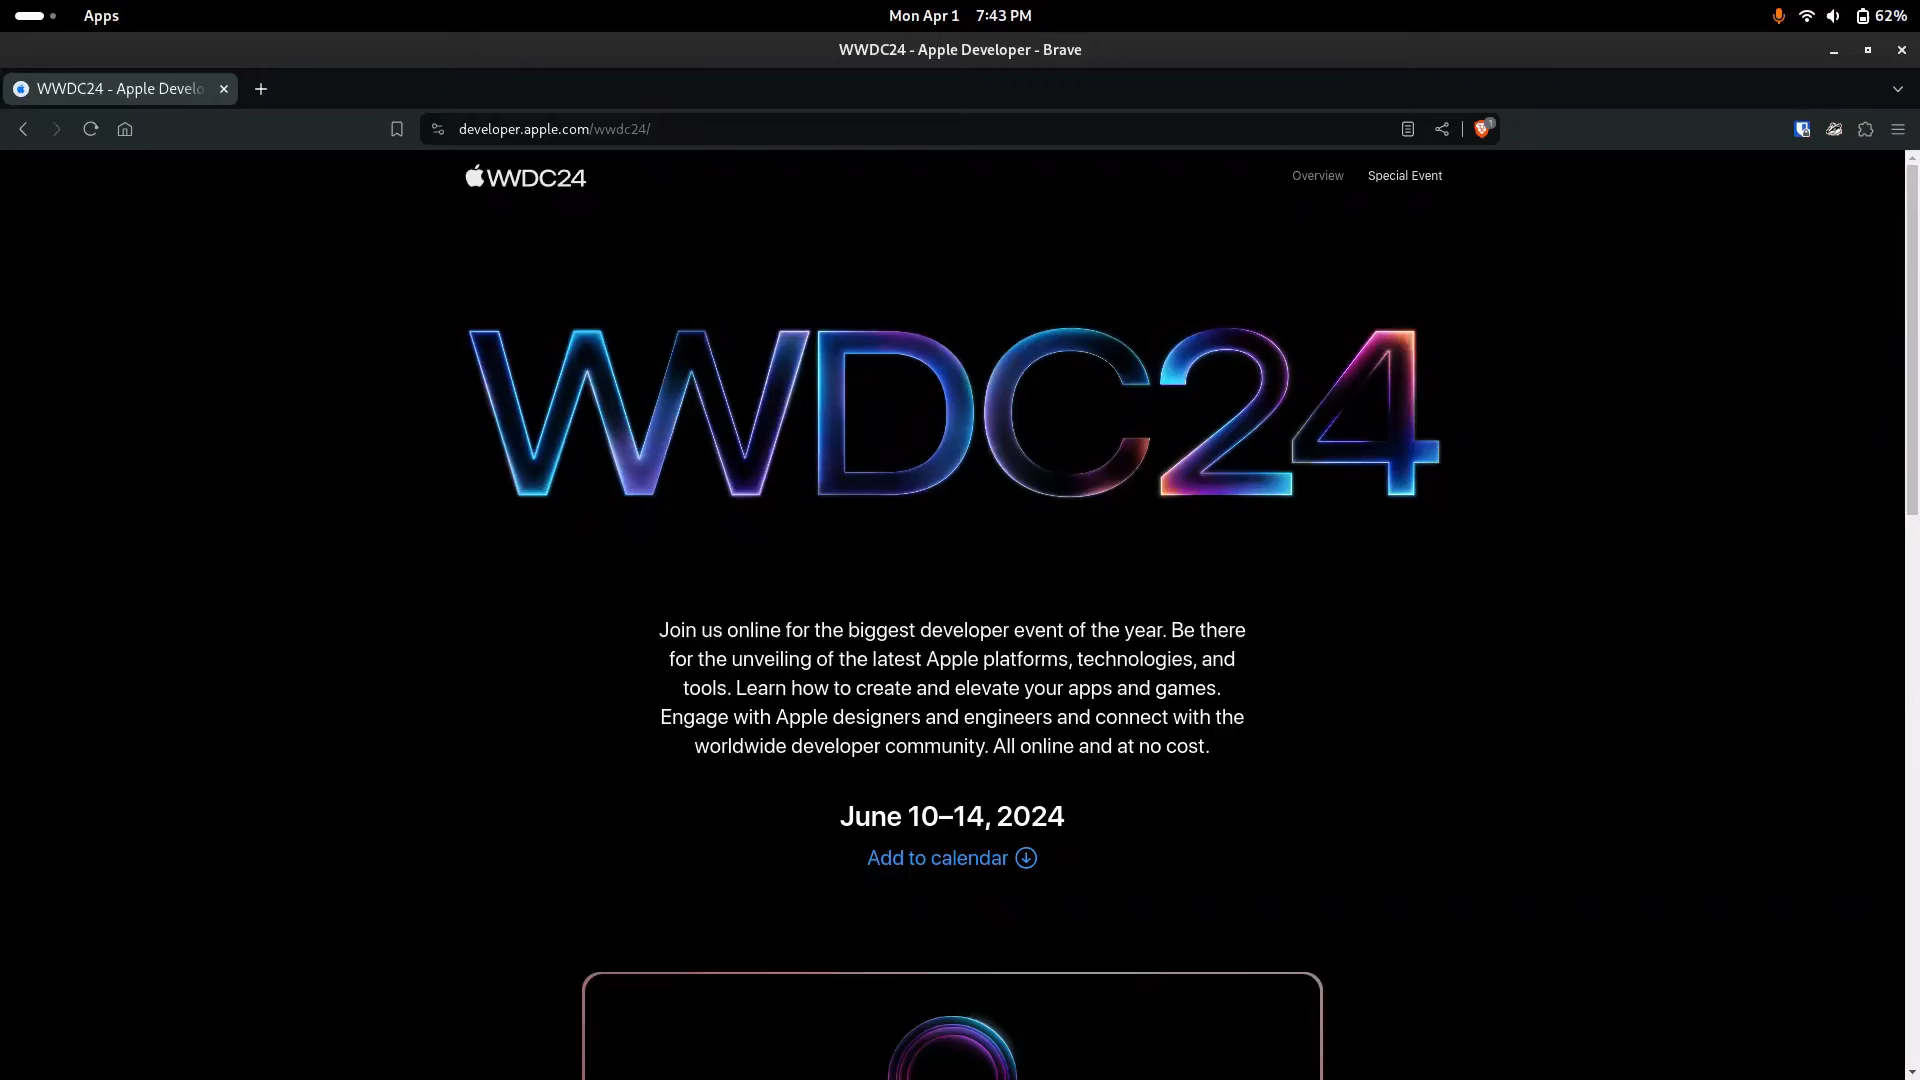 Apps
Mon Apr 1 7:43 PM
62%
WWDC24 - Apple Developer - Brave
WWDC24 - Apple Develo
developer.apple.com/wwdc24/
1
WWDC24
Overview
Special Event
WWDC24
Join us online for the biggest developer event of the year. Be there
for the unveiling of the latest Apple platforms, technologies, and
tools. Learn how to create and elevate your apps and games.
Engage with Apple designers and engineers and connect with the
worldwide developer community. All online and at no cost.
June 10–14, 2024
Add to calendar